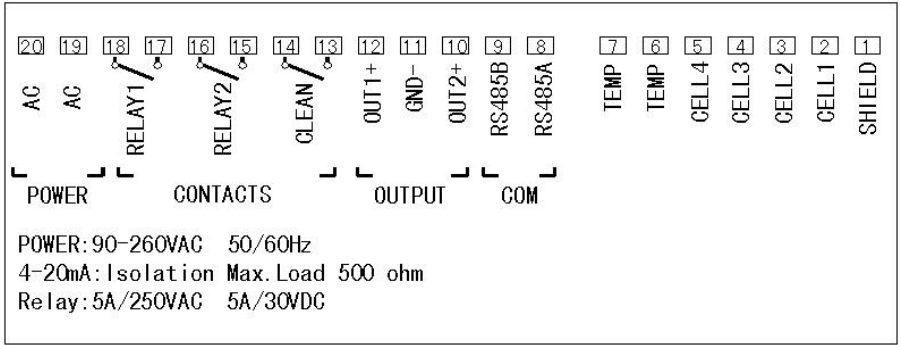 20 19 18 17 16 15 14 13 12 11 10 9 8 7 6 5 4 3 2 1
AC AC RELAY1 RELAY2 CLEAN OUT1+ GND- OUT2+ RS485B RS485A TEMP TEMP CELL4 CELL3 CELL2 CELL1 SHIELD
POWER CONTACTS OUTPUT COM
POWER:90-260VAC 50/60Hz
4-20mA:Isolation Max.Load 500 ohm
Relay:5A/250VAC 5A/30VDC